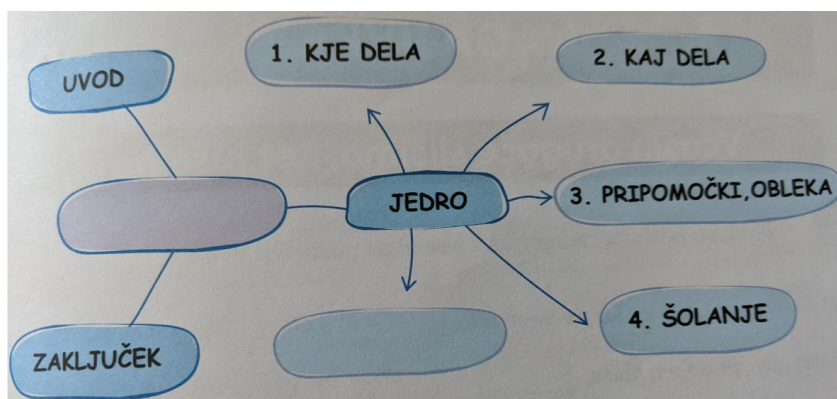 UVOD
1. KJE DELA
2. KAJ DELA
JEDRO
3. PRIPOMOČKI,OBLEKA
4. ŠOLANJE
ZAKLJUČEK